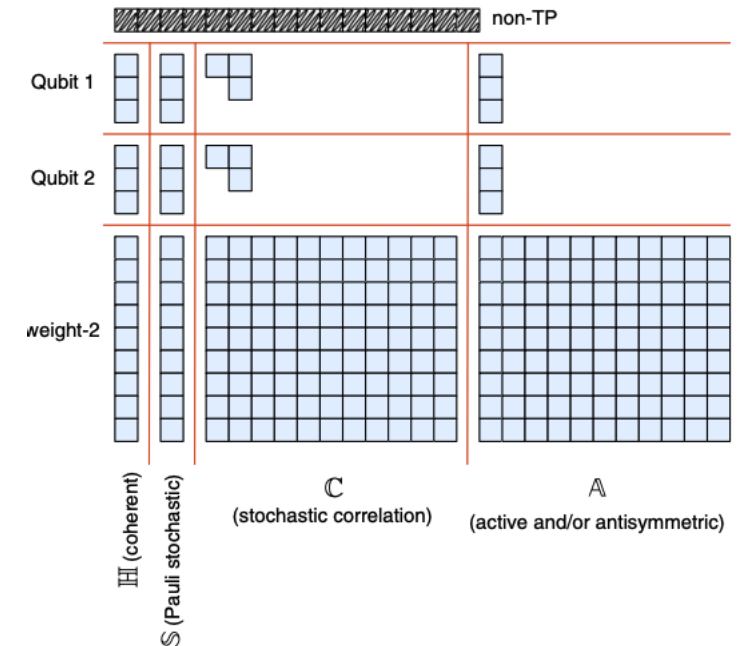 non-TP
Qubit 1
Qubit 2
weight-2
ℍ (coherent)
𝕊 (Pauli stochastic)
ℂ
(stochastic correlation)
𝔸
(active and/or antisymmetric)